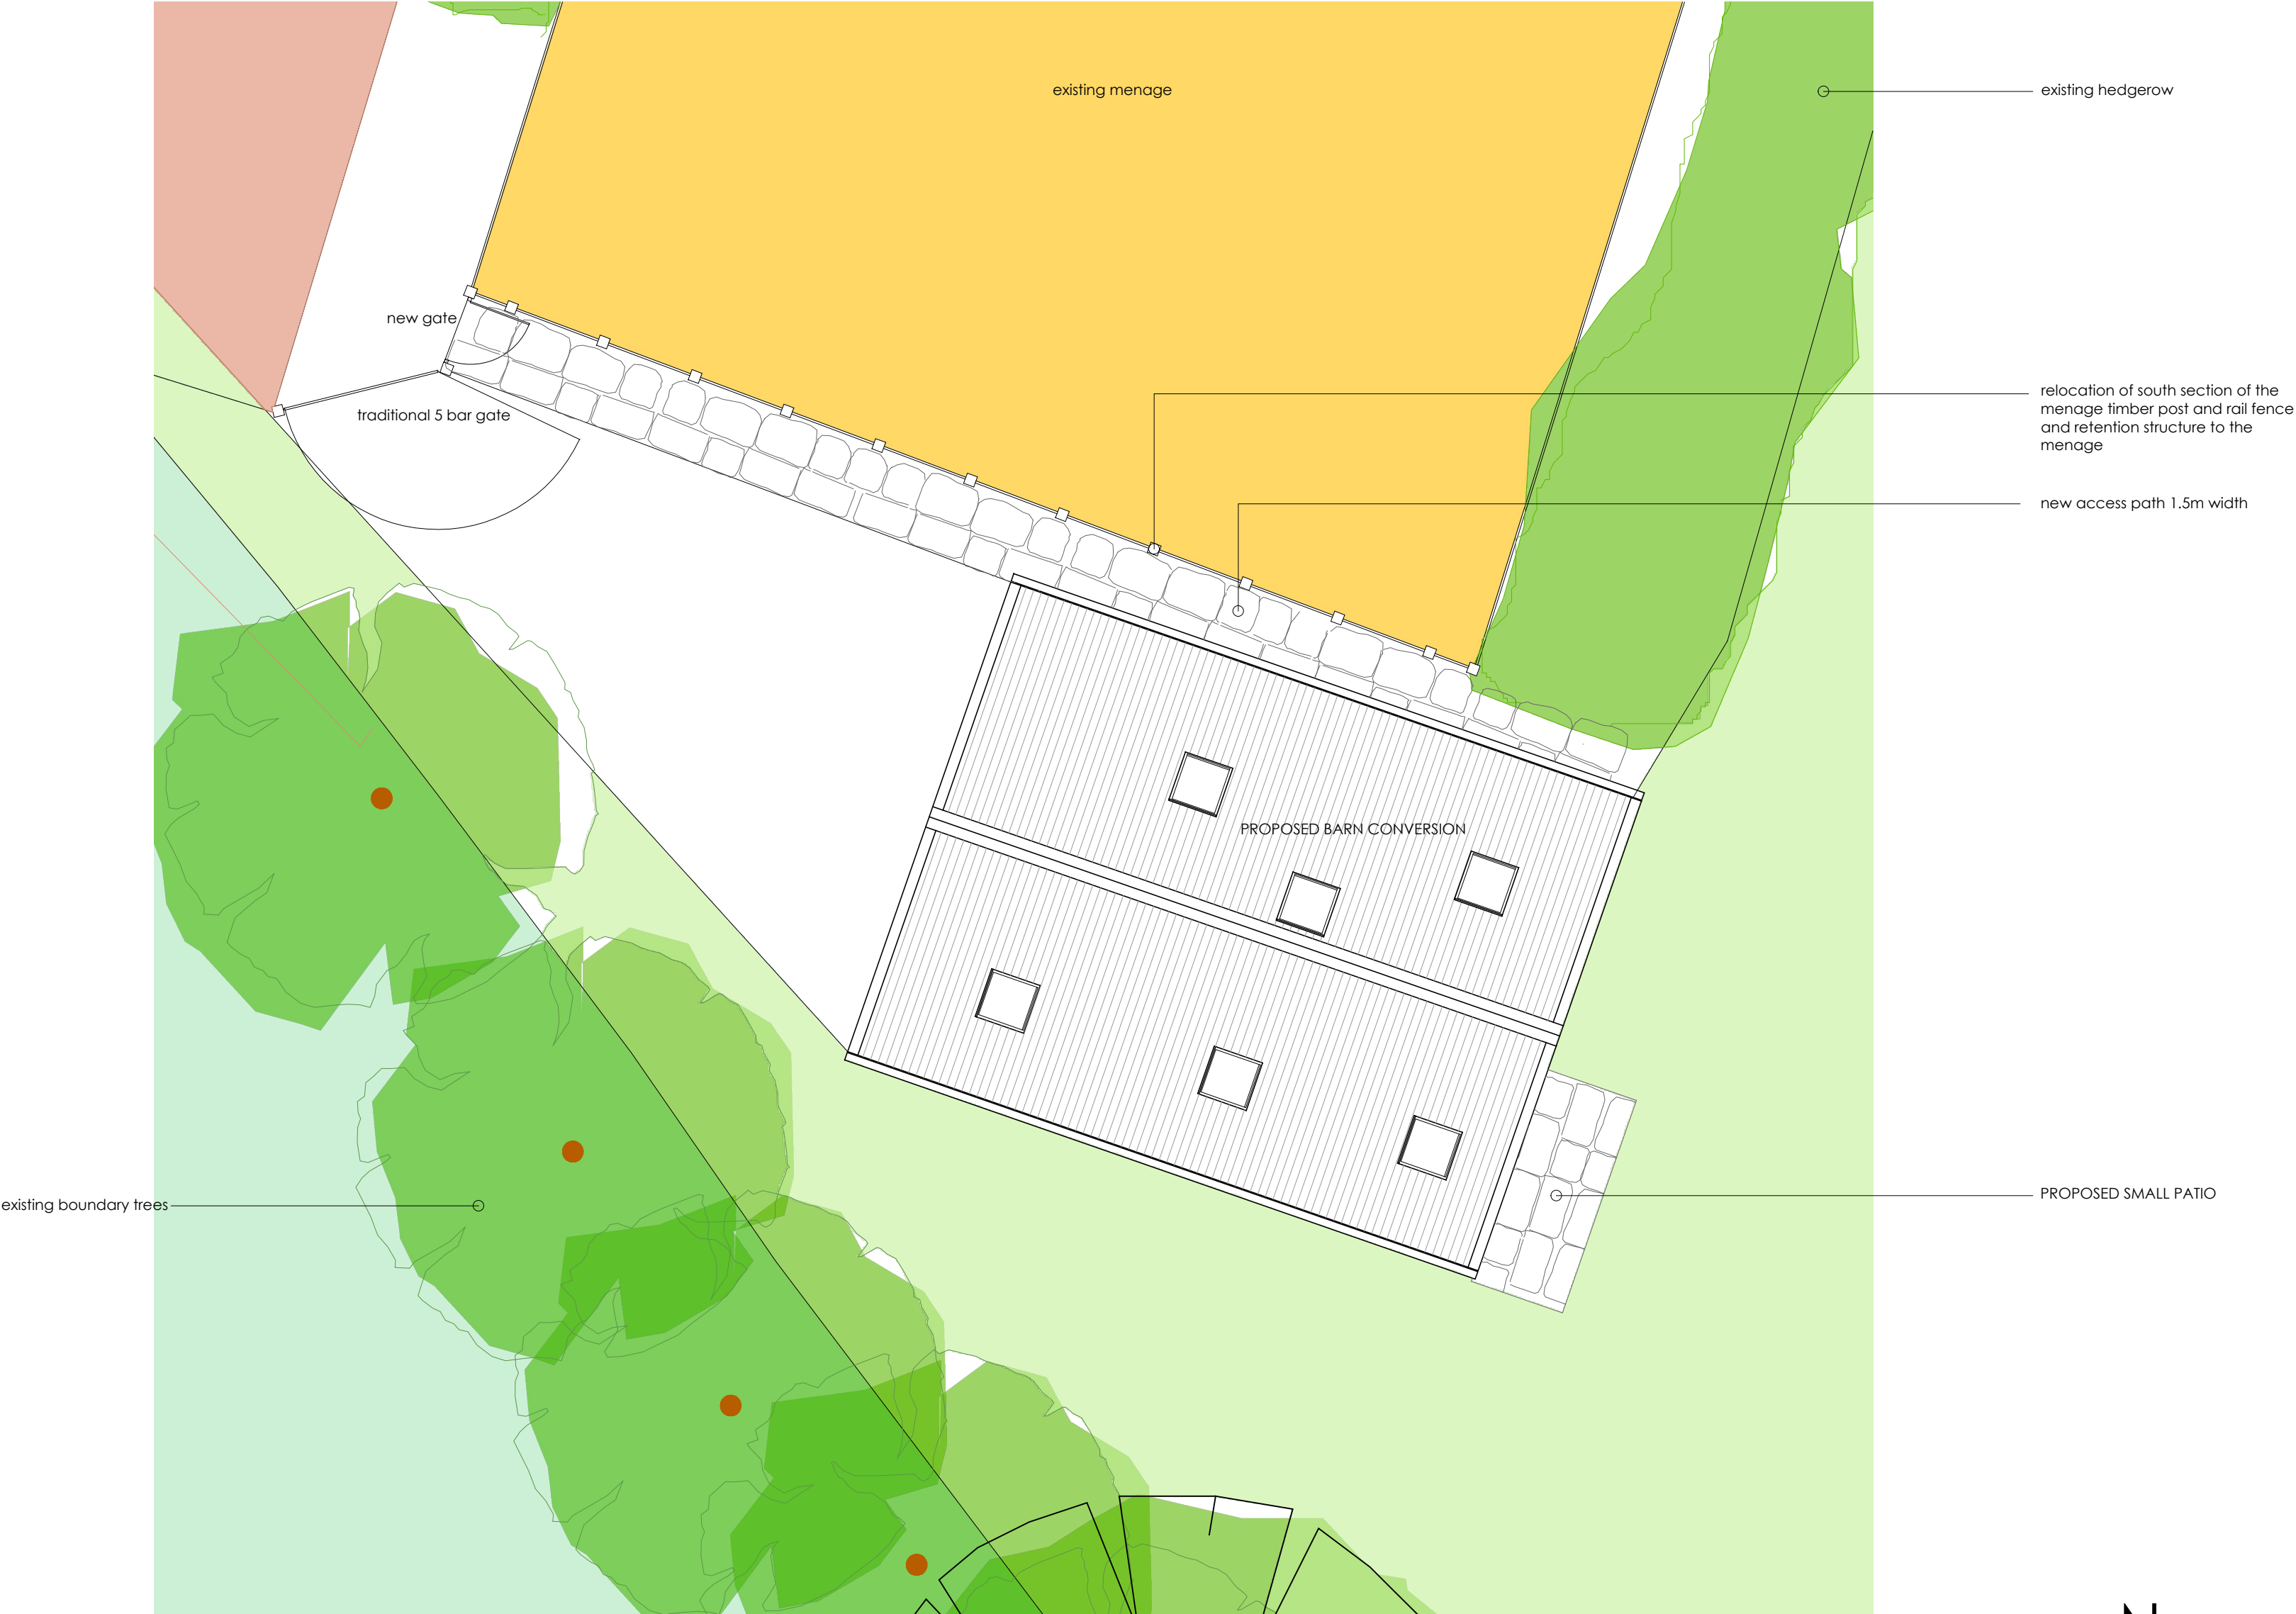 existing menage
existing hedgerow
new gate
traditional 5 bar gate
relocation of south section of the
menage timber post and rail fence
and retention structure to the
menage
new access path 1.5m width
PROPOSED BARN CONVERSION
existing boundary trees
PROPOSED SMALL PATIO